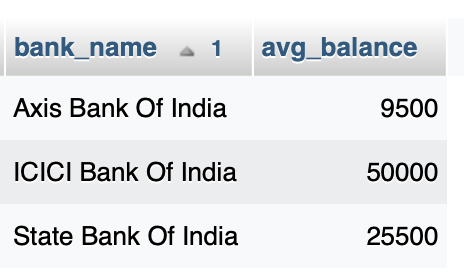 bank_name 1 avg_balance
Axis Bank Of India 9500
ICICI Bank Of India 50000
State Bank Of India 25500